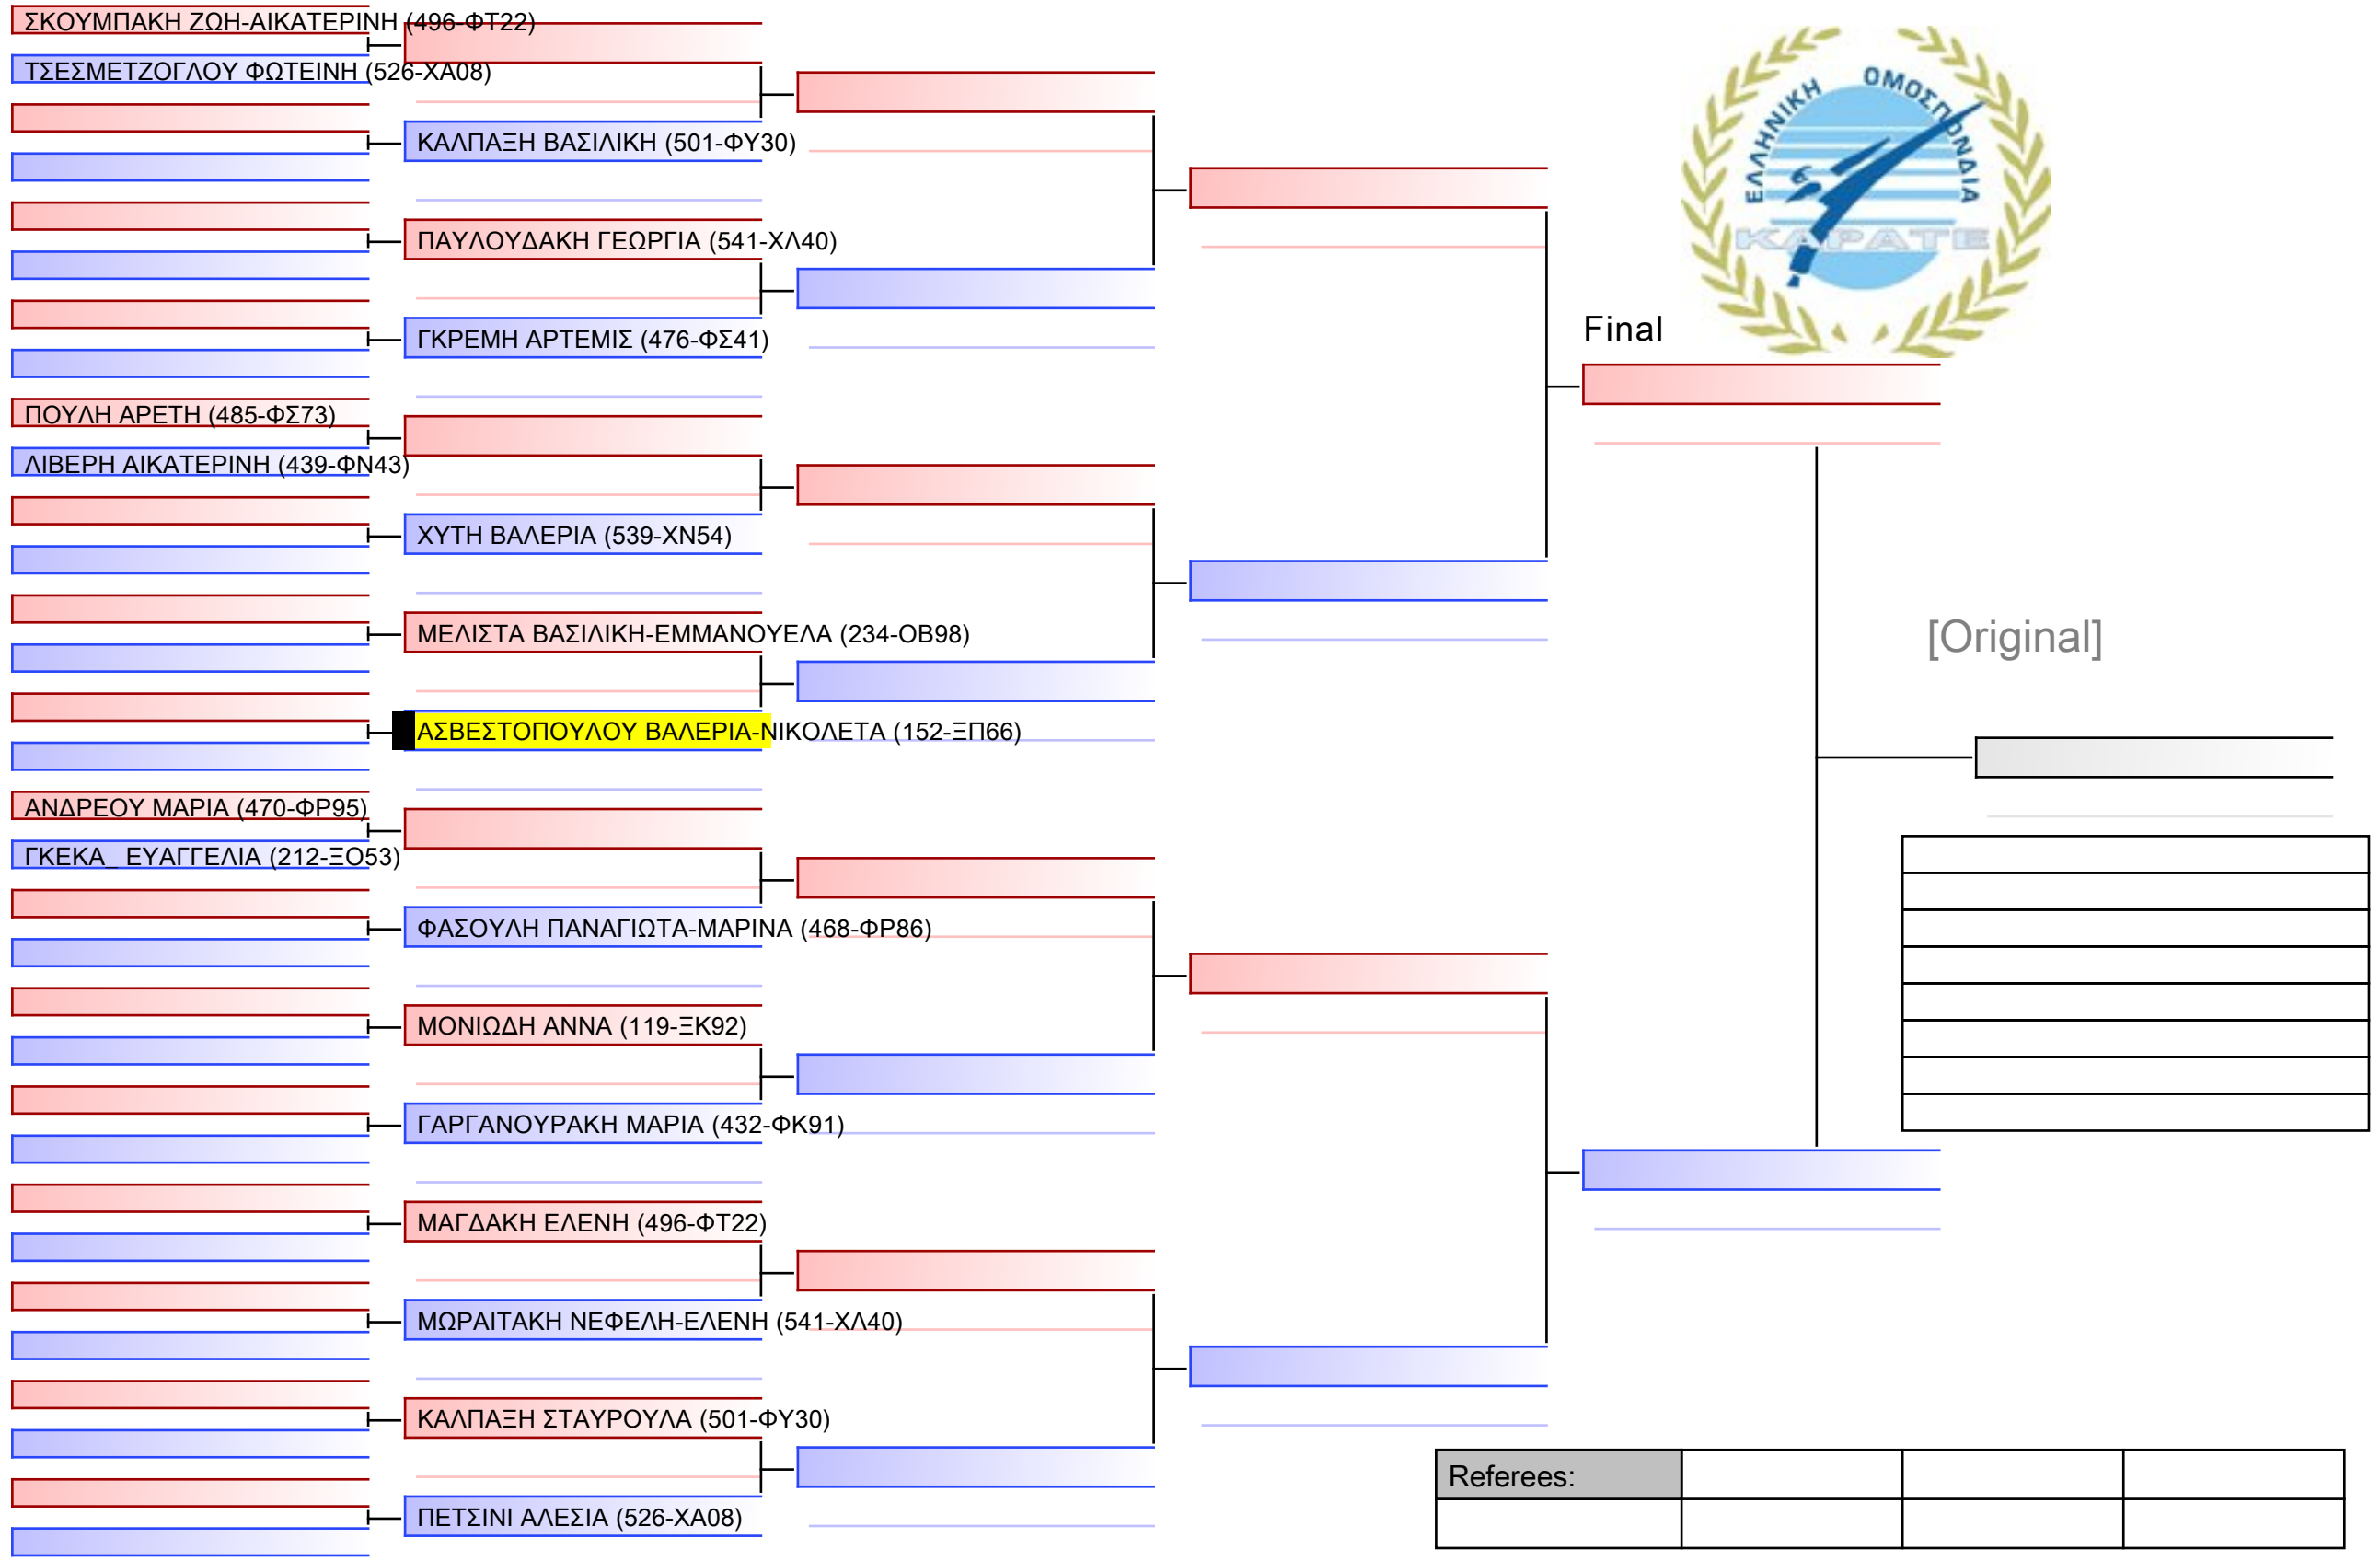 ΣΚΟΥΜΠΑΚΗ ΖΩΗ-ΑΙΚΑΤΕΡΙΝΗ (496-ΦΤ22)
ΤΣΕΣΜΕΤΖΟΓΛΟΥ ΦΩΤΕΙΝΗ (526-ΧΑ08)
ΚΑΛΠΑΞΗ ΒΑΣΙΛΙΚΗ (501-ΦΥ30)
ΠΑΥΛΟΥΔΑΚΗ ΓΕΩΡΓΙΑ (541-ΧΛ40)
ΓΚΡΕΜΗ ΑΡΤΕΜΙΣ (476-ΦΣ41)
ΠΟΥΛΗ ΑΡΕΤΗ (485-ΦΣ73)
ΛΙΒΕΡΗ ΑΙΚΑΤΕΡΙΝΗ (439-ΦΝ43)
ΧΥΤΗ ΒΑΛΕΡΙΑ (539-ΧΝ54)
ΜΕΛΙΣΤΑ ΒΑΣΙΛΙΚΗ-ΕΜΜΑΝΟΥΕΛΑ (234-ΟΒ98)
ΑΣΒΕΣΤΟΠΟΥΛΟΥ ΒΑΛΕΡΙΑ-ΝΙΚΟΛΕΤΑ (152-ΞΠ66)
ΑΝΔΡΕΟΥ ΜΑΡΙΑ (470-ΦΡ95)
ΓΚΕΚΑ_ ΕΥΑΓΓΕΛΙΑ (212-ΞΟ53)
ΦΑΣΟΥΛΗ ΠΑΝΑΓΙΩΤΑ-ΜΑΡΙΝΑ (468-ΦΡ86)
ΜΟΝΙΩΔΗ ΑΝΝΑ (119-ΞΚ92)
ΓΑΡΓΑΝΟΥΡΑΚΗ ΜΑΡΙΑ (432-ΦΚ91)
ΜΑΓΔΑΚΗ ΕΛΕΝΗ (496-ΦΤ22)
ΜΩΡΑΙΤΑΚΗ ΝΕΦΕΛΗ-ΕΛΕΝΗ (541-ΧΛ40)
ΚΑΛΠΑΞΗ ΣΤΑΥΡΟΥΛΑ (501-ΦΥ30)
ΠΕΤΣΙΝΙ ΑΛΕΣΙΑ (526-ΧΑ08)
ΕΛΛΗΝΙΚΗ ΟΜΟΣΠΟΝΔΙΑ
ΚΑΡΑΤΕ
Final
[Original]
Referees: